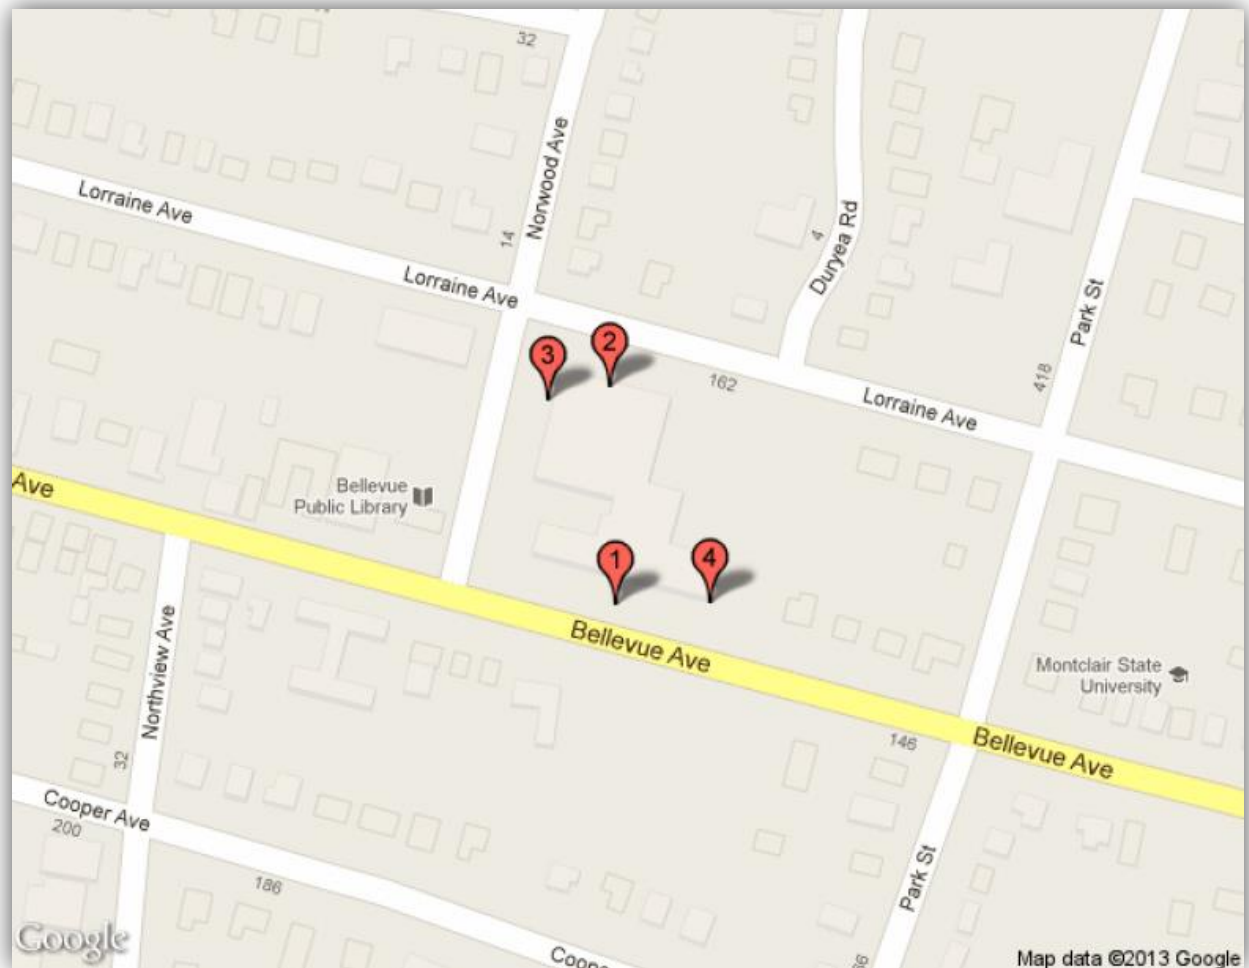 32
Norwood Ave
14
Lorraine Ave
Lorraine Ave
4
Duryea Rd
Park St
418
3
2
162
Lorraine Ave
Ave
Bellevue
Public Library
1
4
Bellevue Ave
Montclair State
University
Northview Ave
32
146
Bellevue Ave
Cooper Ave
200
186
Park St
Google
Map data ©2013 Google